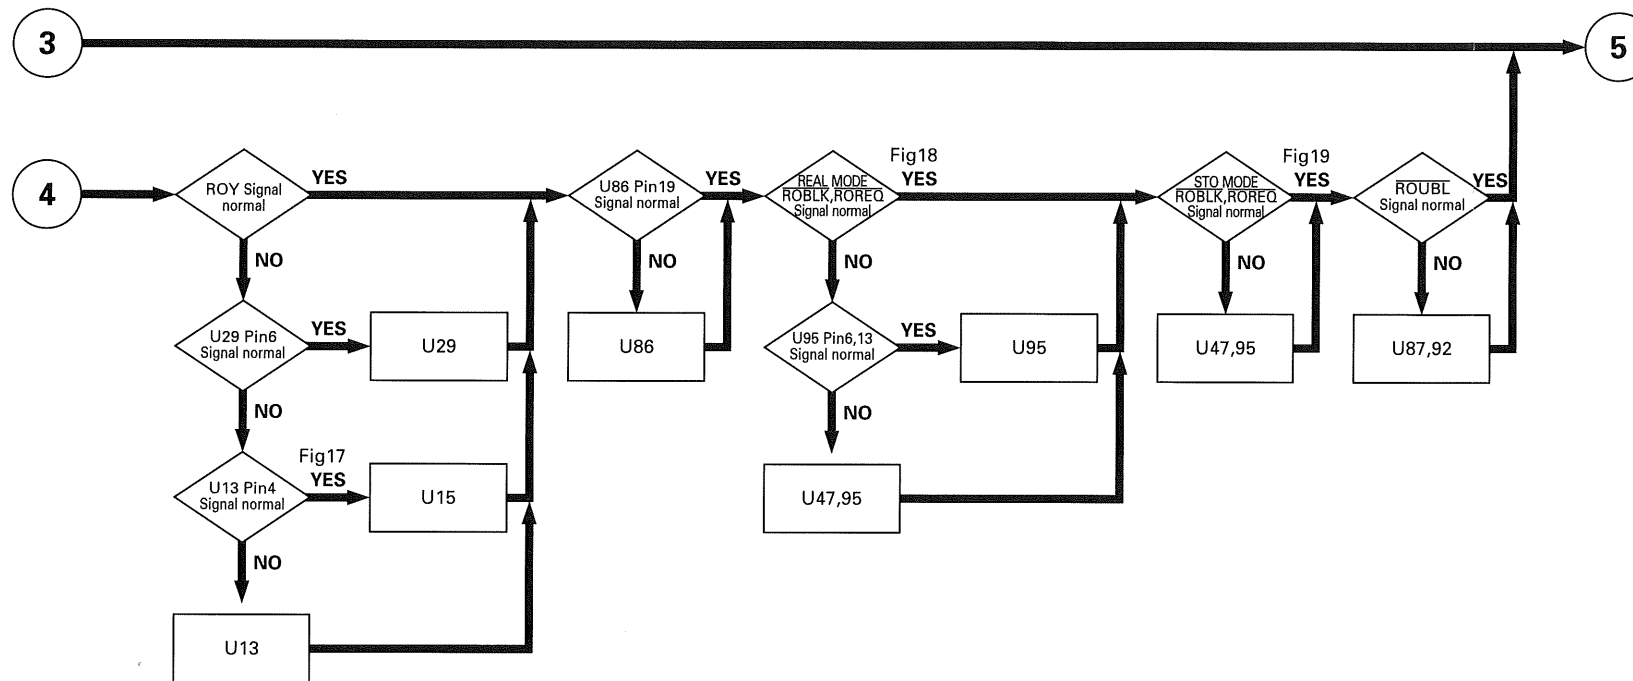 3
5
4
ROY Signal
normal
YES
NO
U29 Pin6
Signal normal
YES
U29
NO
U13 Pin4
Signal normal
Fig17
YES
U15
NO
U13
U86 Pin19
Signal normal
YES
NO
U86
REAL MODE
ROBLK,ROREQ
Signal normal
Fig18
YES
NO
U95 Pin6,13
Signal normal
YES
U95
NO
U47,95
STO MODE
ROBLK,ROREQ
Signal normal
Fig19
YES
NO
U47,95
ROUBL
Signal normal
YES
NO
U87,92